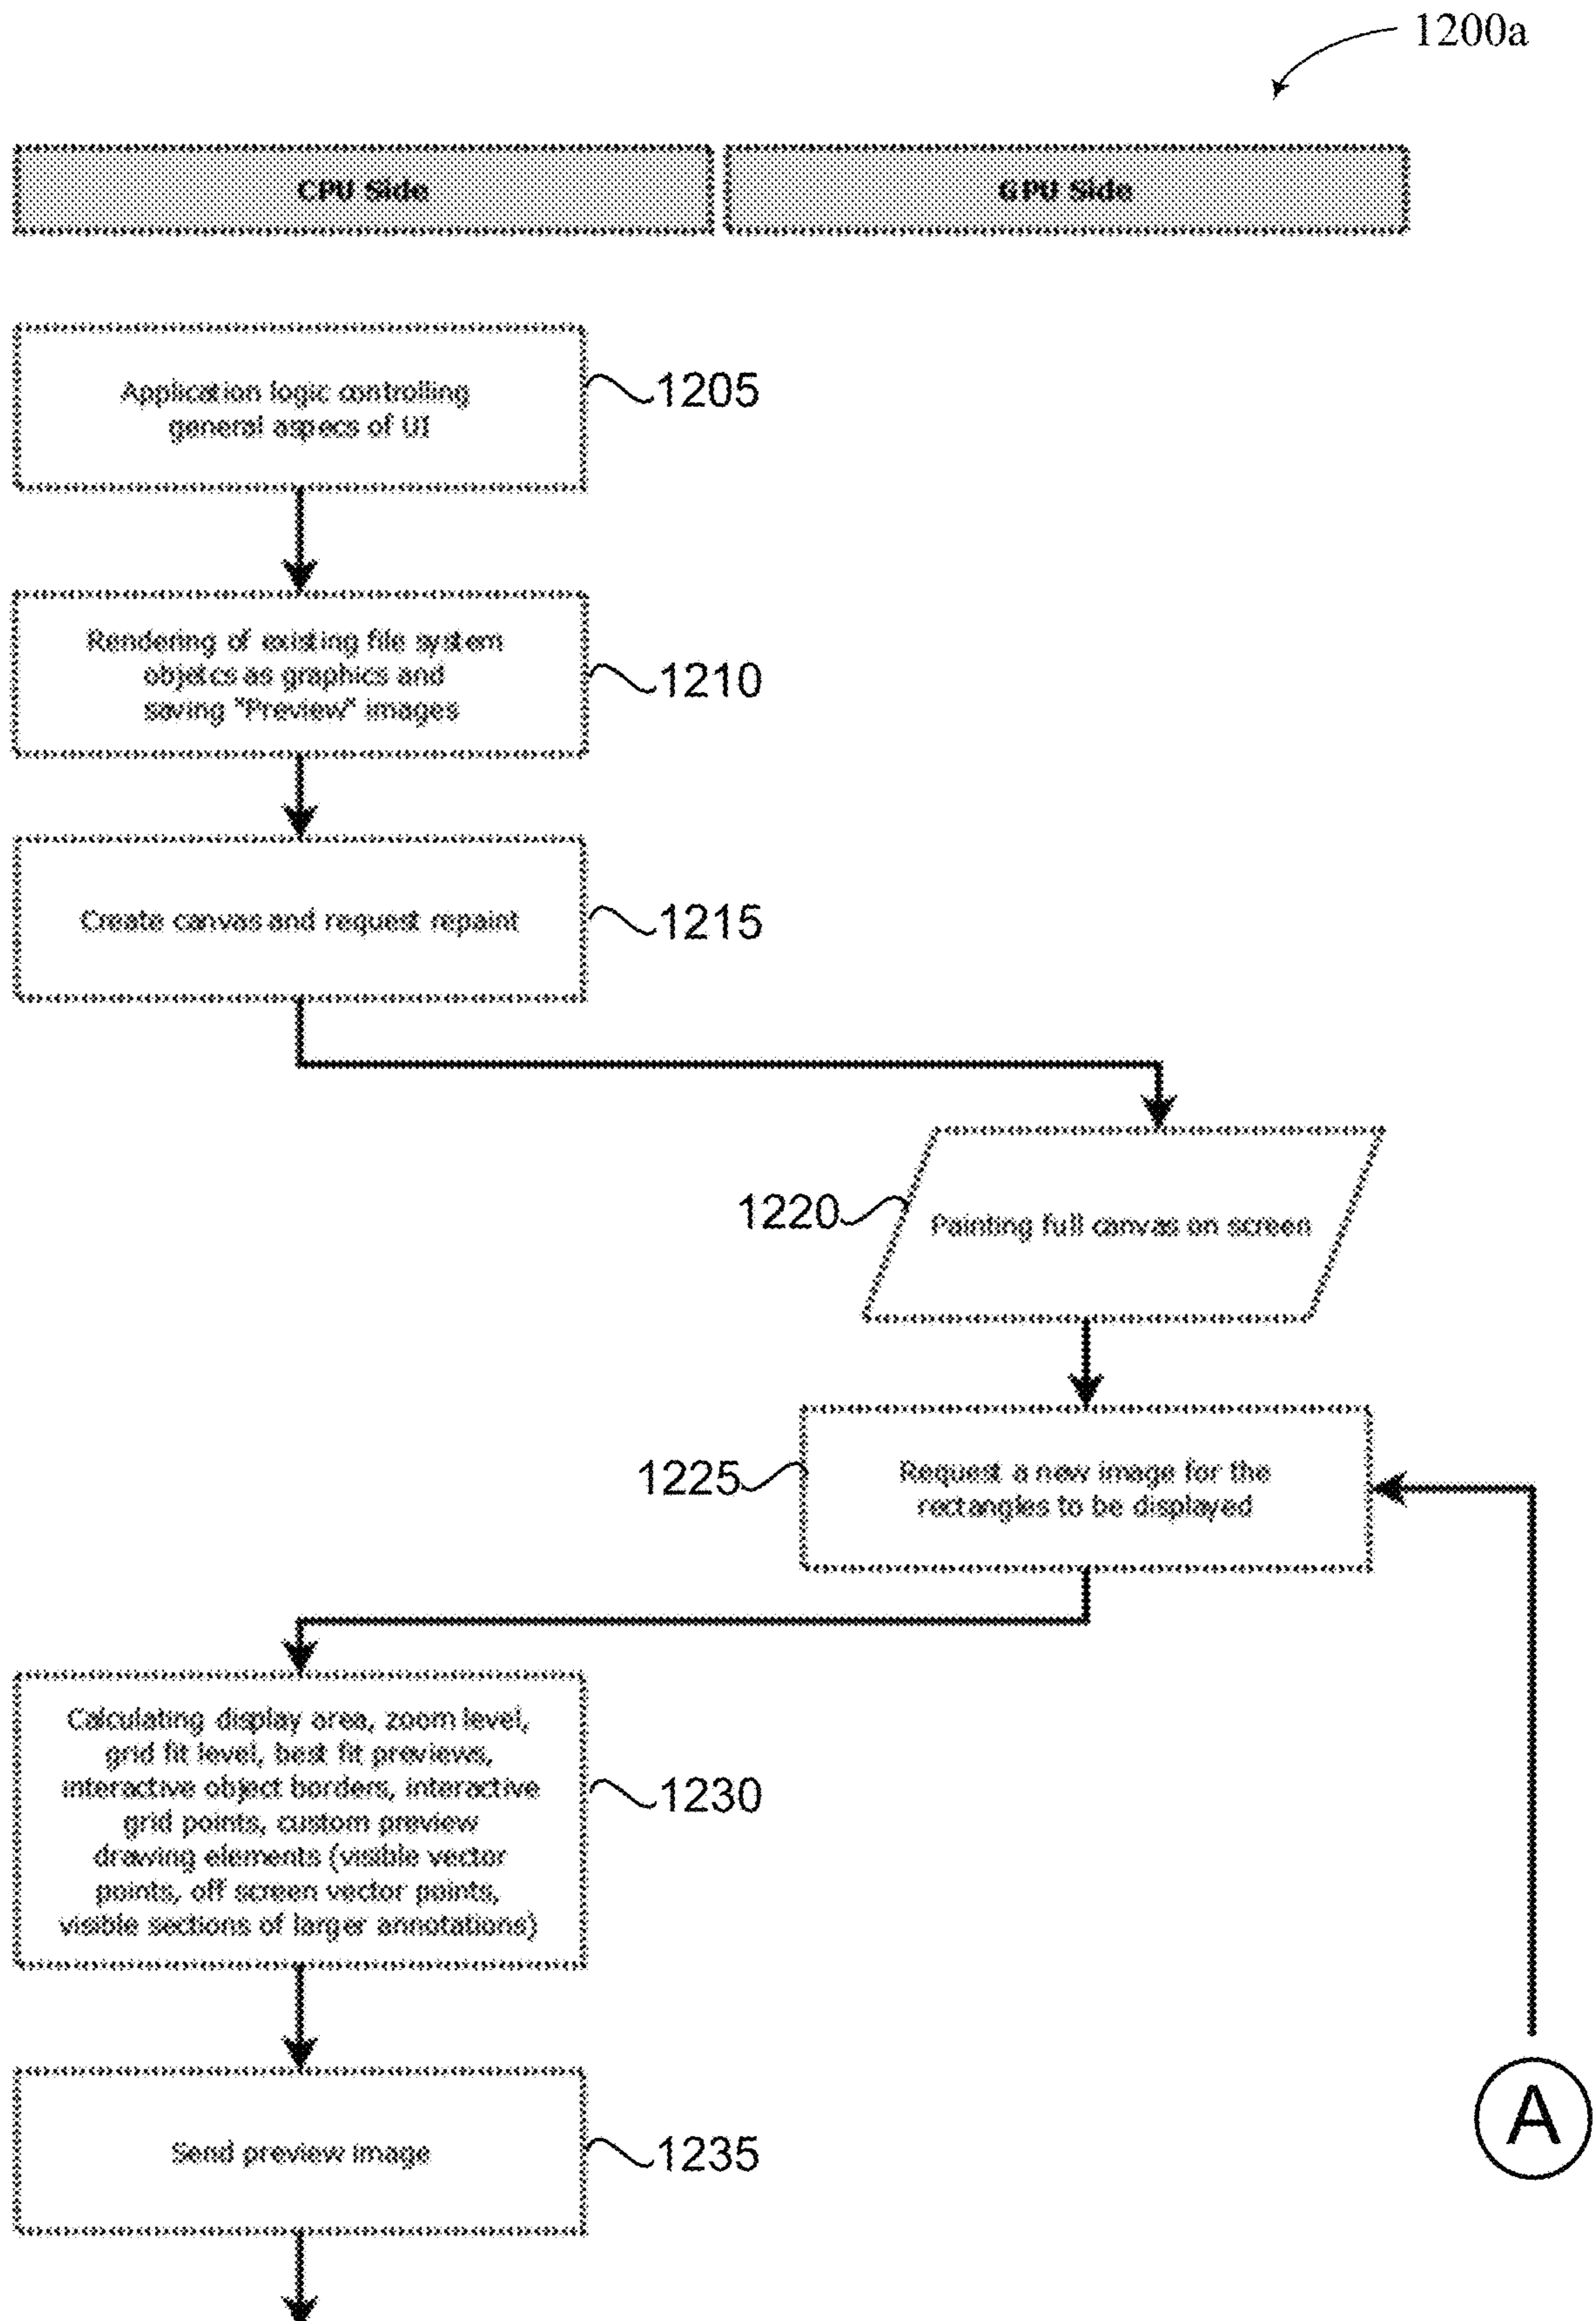 1200a
CPU Side
GPU Side
Application logic controlling
general aspecs of UI
1205
Rendering of existing file system
objetcs as graphics and
saving "Preview" images
1210
Create canvas and request repaint
1215
1220
Painting full canvas on screen
1225
Request a new image for the
rectangles to be displayed
Calculating display area, zoom level,
grid fit level, best fit previews,
interactive object borders, interactive
grid points, custom preview
drawing elements (visible vector
points, off screen vector points,
visible sections of larger annotations)
1230
Send preview image
1235
A